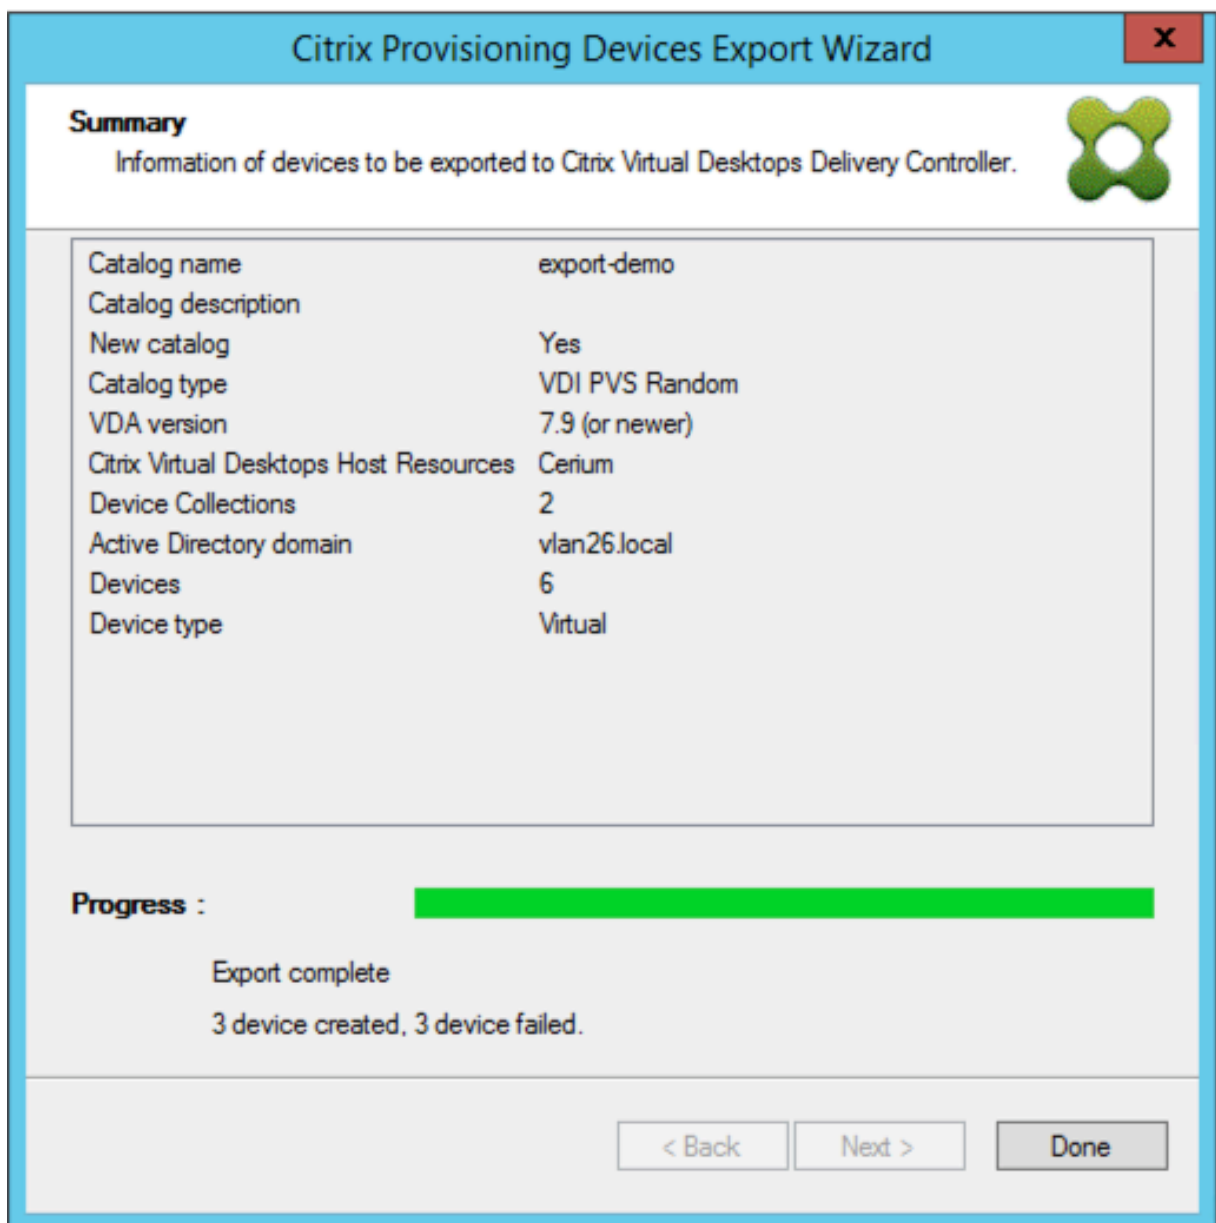 Citrix Provisioning Devices Export Wizard
x
Summary
Information of devices to be exported to Citrix Virtual Desktops Delivery Controller.
Catalog name export-demo
Catalog description
New catalog Yes
Catalog type VDI PVS Random
VDA version 7.9 (or newer)
Citrix Virtual Desktops Host Resources Cerium
Device Collections 2
Active Directory domain vlan26.local
Devices 6
Device type Virtual
Progress :
Export complete
3 device created, 3 device failed.
< Back Next > Done